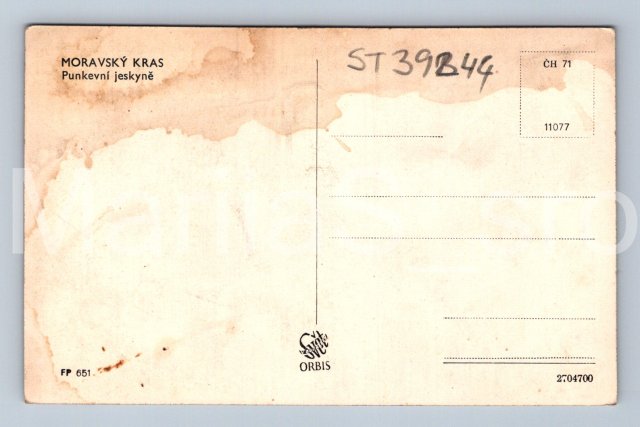 MORAVSKÝ KRAS
Punkevní jeskyně
ST39B44
ČH 71
11077
Svět
ORBIS
FP 651
2704700